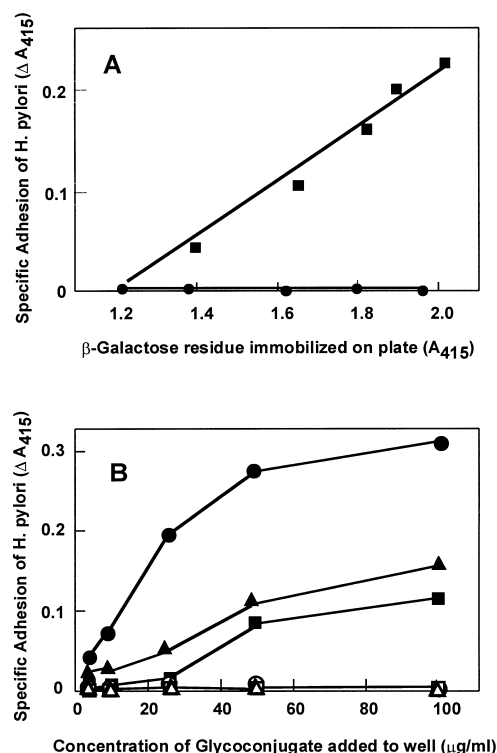 A
Specific Adhesion of H. pylori (Δ A415)
0.2
0.1
0
1.2 1.4 1.6 1.8 2.0
β-Galactose residue immobilized on plate (A415)
B
Specific Adhesion of H. pylori (Δ A415)
0.3
0.2
0.1
0
0 20 40 60 80 100
Concentration of Glycoconjugate added to well (μg/ml)